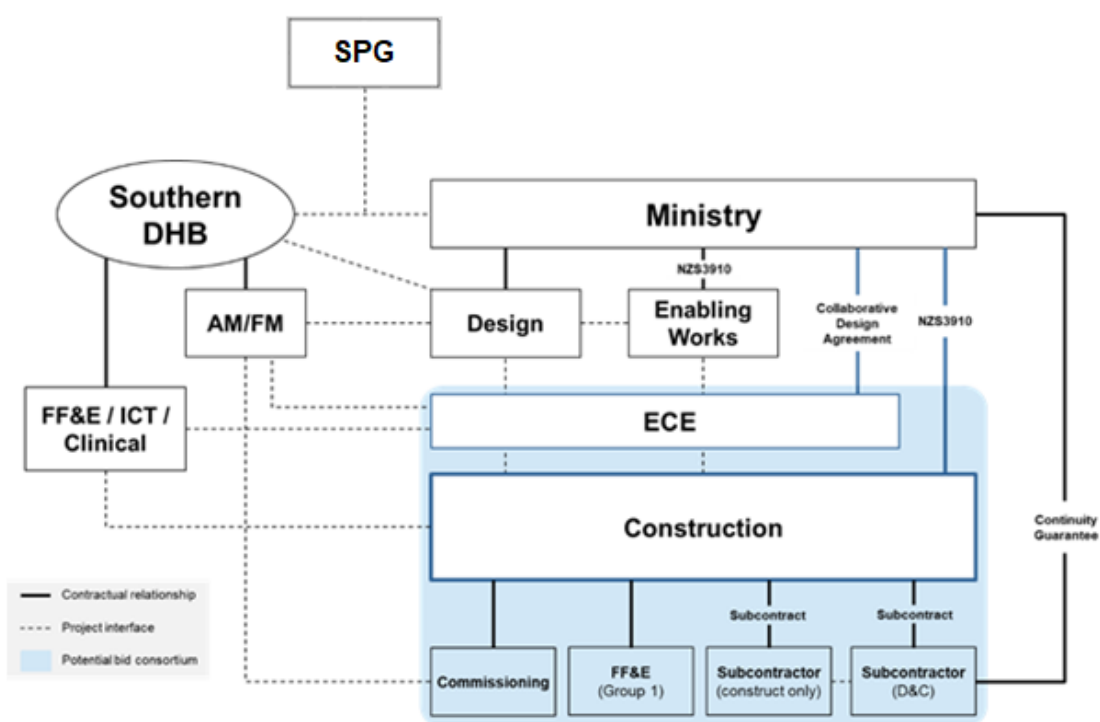 SPG
Southern
DHB
Ministry
NZS3910
AM/FM
Design
Enabling
Works
Collaborative
Design
Agreement
NZS3910
FF&E / ICT /
Clinical
ECE
Construction
Continuity
Guarantee
Contractual relationship
Project interface
Potential bid consortium
Subcontract
Subcontract
Commissioning
FF&E
(Group 1)
Subcontractor
(construct only)
Subcontractor
(D&C)